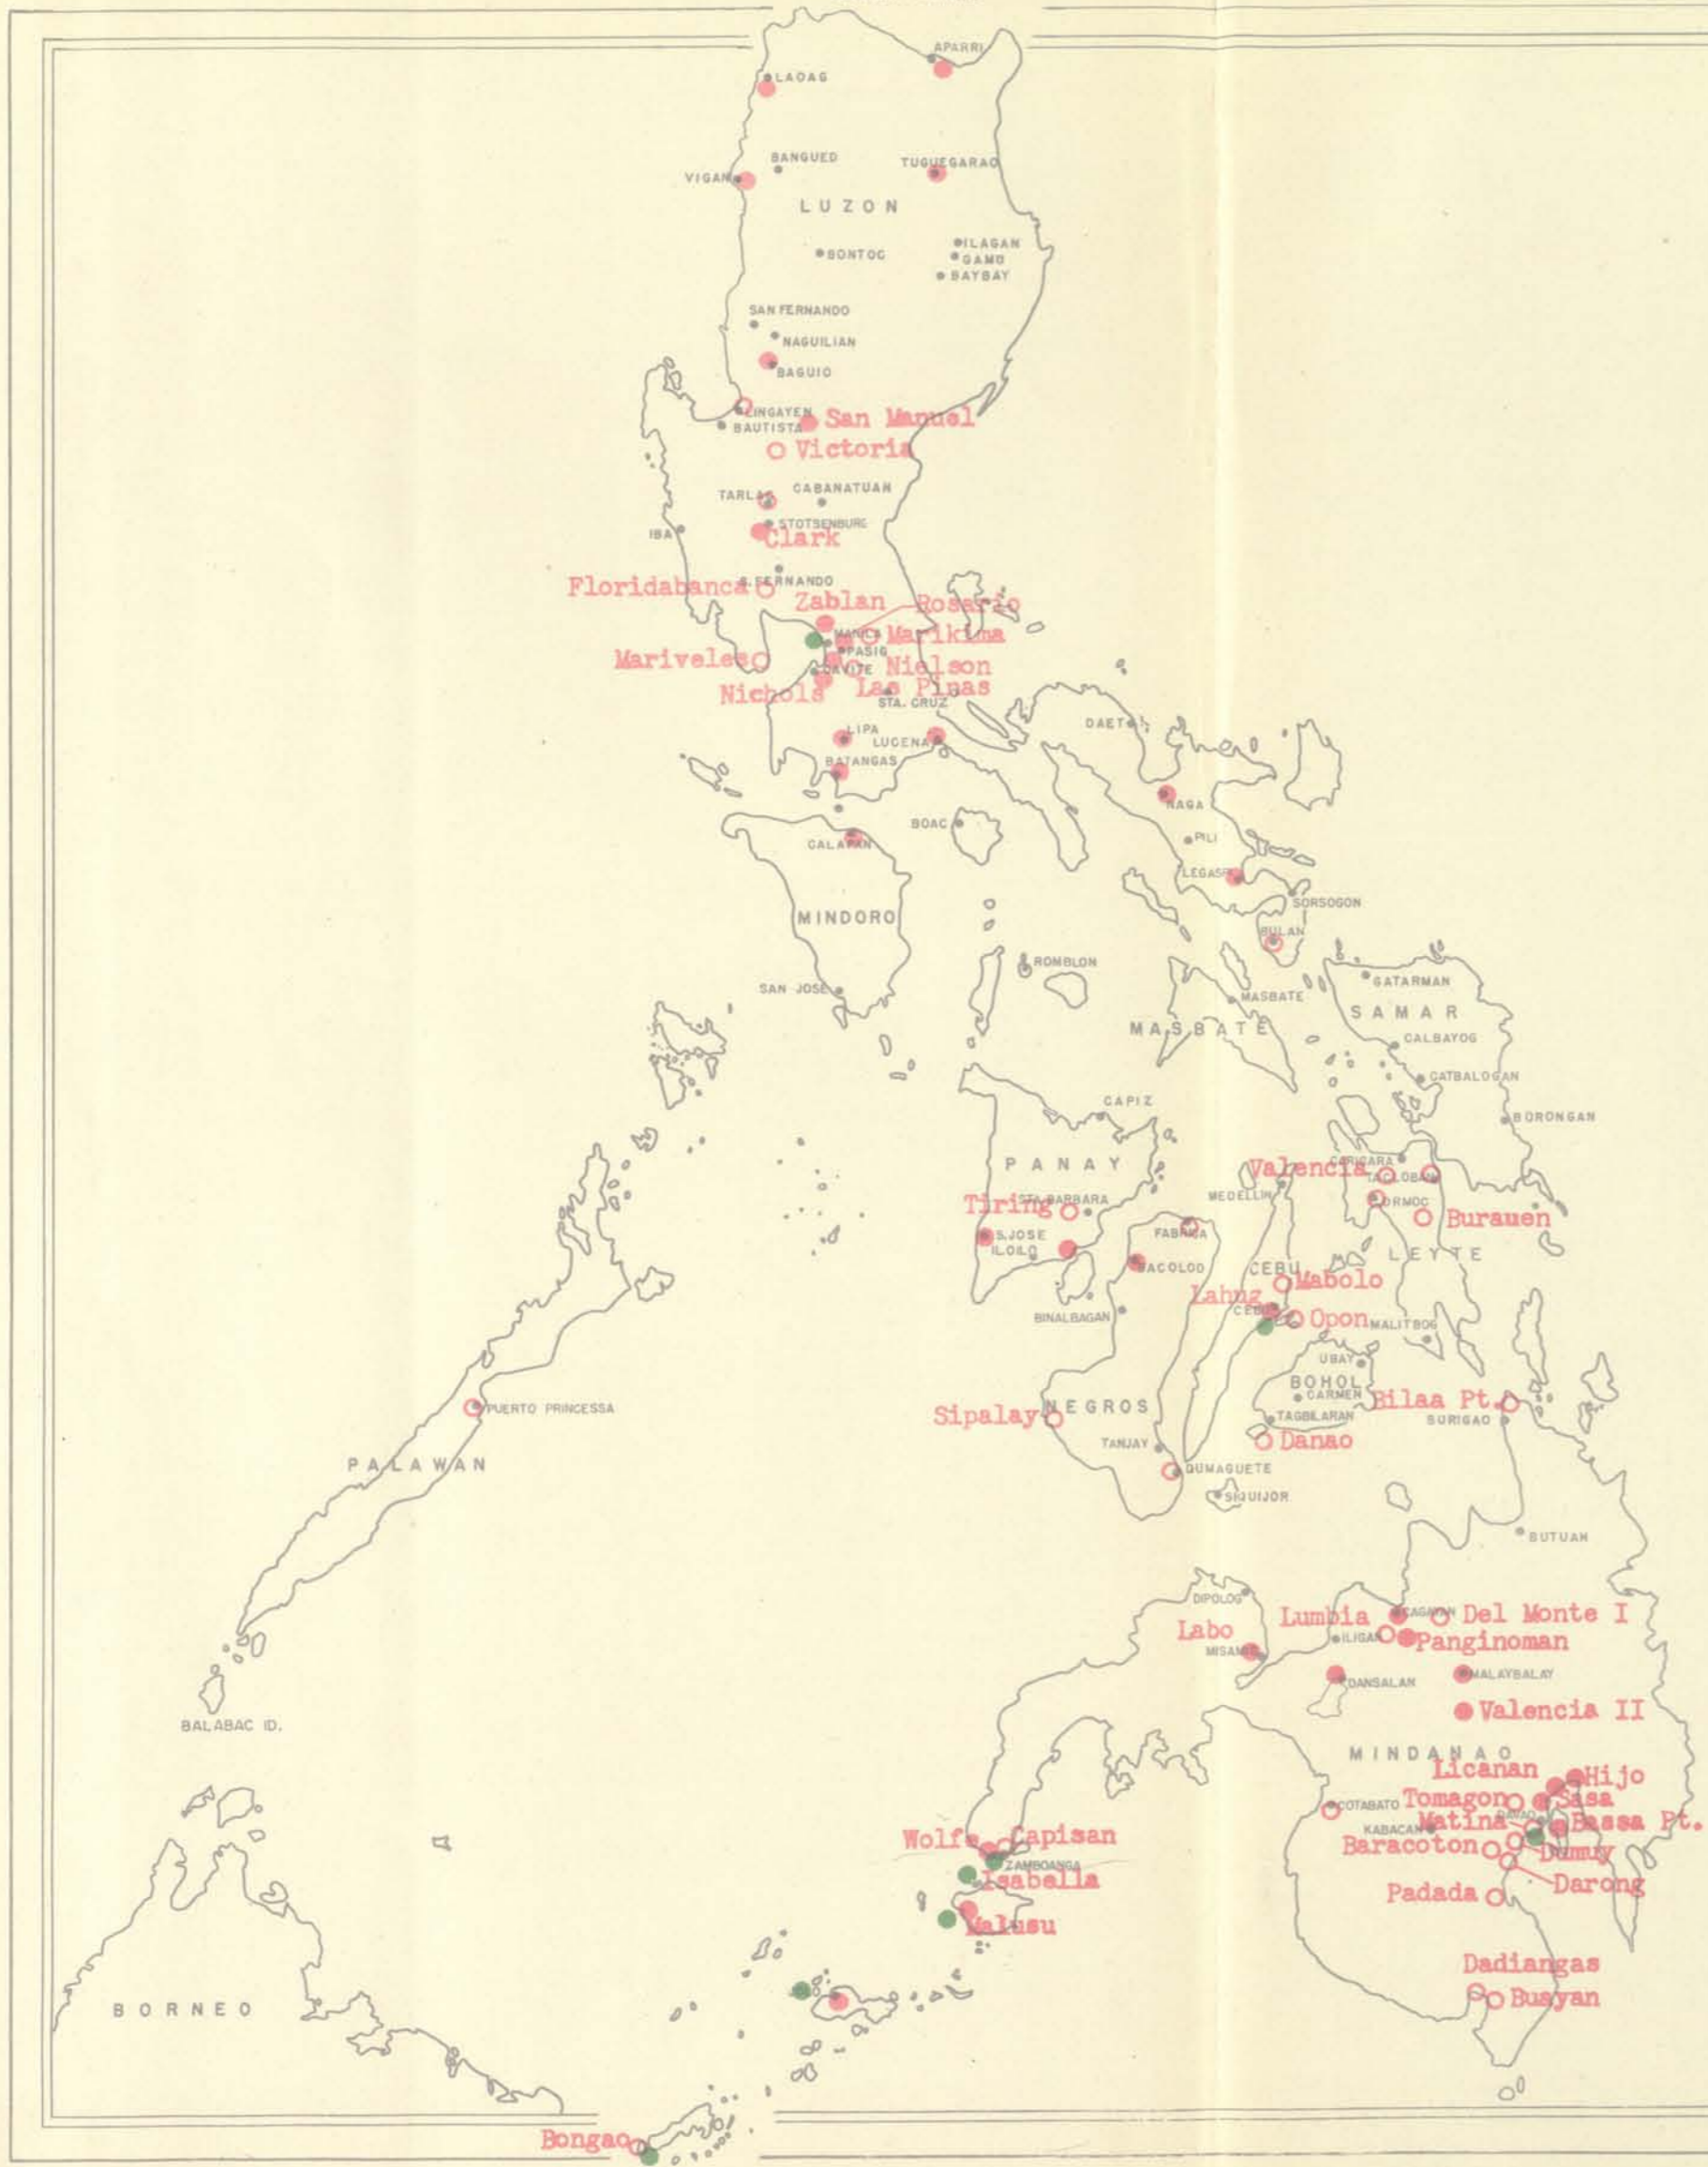 APARRI
LAOAG
BANGUED
TUGUEGARAO
VIGAN
LUZON
ILAGAN
BONTOC
GAMU
BAYBAY
SAN FERNANDO
NAGUILIAN
BAGUIO
LINGAYEN
San Manuel
BAUTISTA
Victoria
TARLAC
CABANATUAN
STOTSENBURG
IBA
Clark
S. FERNANDO
Floridabanca
Zablan
Rosario
MANILA
Marikima
PASIG
Mariveles
CAVITE
Nielson
Nichols
Las Pinas
STA. CRUZ
DAET
LIPA
LUCENA
BATANGAS
NAGA
BOAC
PILI
CALAPAN
LEGASPI
SORSOGON
MINDORO
BULAN
ROMBLON
CATARMAN
SAN JOSE
MASBATE
SAMAR
MASBATE
CALBAYOG
CATBALOGAN
CAPIZ
BORONGAN
PANAY
CARIGARA
Valencia
TACLOBAN
MEDELLIN
STA. BARBARA
Tiring
ORMOC
Burauen
S. JOSE
FABRICA
ILOILO
LEYTE
BACOLOD
CEBU
Mabolo
Lahug
CEBU
BINALBAGAN
Opon
MALITBOG
UBAY
BOHOL
CARMEN
Bilaa Pt.
NEGROS
PUERTO PRINCESSA
Sipalay
TAGBILARAN
SURIGAO
Danao
TANJAY
PALAWAN
DUMAGUETE
SIQUIJOR
BUTUAN
DIPOLOG
Lumbia
CAGAYAN
Del Monte I
Labo
ILIGAN
Panginoman
MISAMIS
DANSALAN
MALAYBALAY
Valencia II
BALABAC ID.
MINDANAO
Licanan
Hijo
COTABATO
Tomagon
Sasa
DAVAO
Matina
Bassa Pt.
KABACAN
Wolfe
Capisan
Baracoton
Dumuy
ZAMBOANGA
Isabella
Darong
Padada
Malusu
Dadiangas
Buayan
BORNEO
Bongao